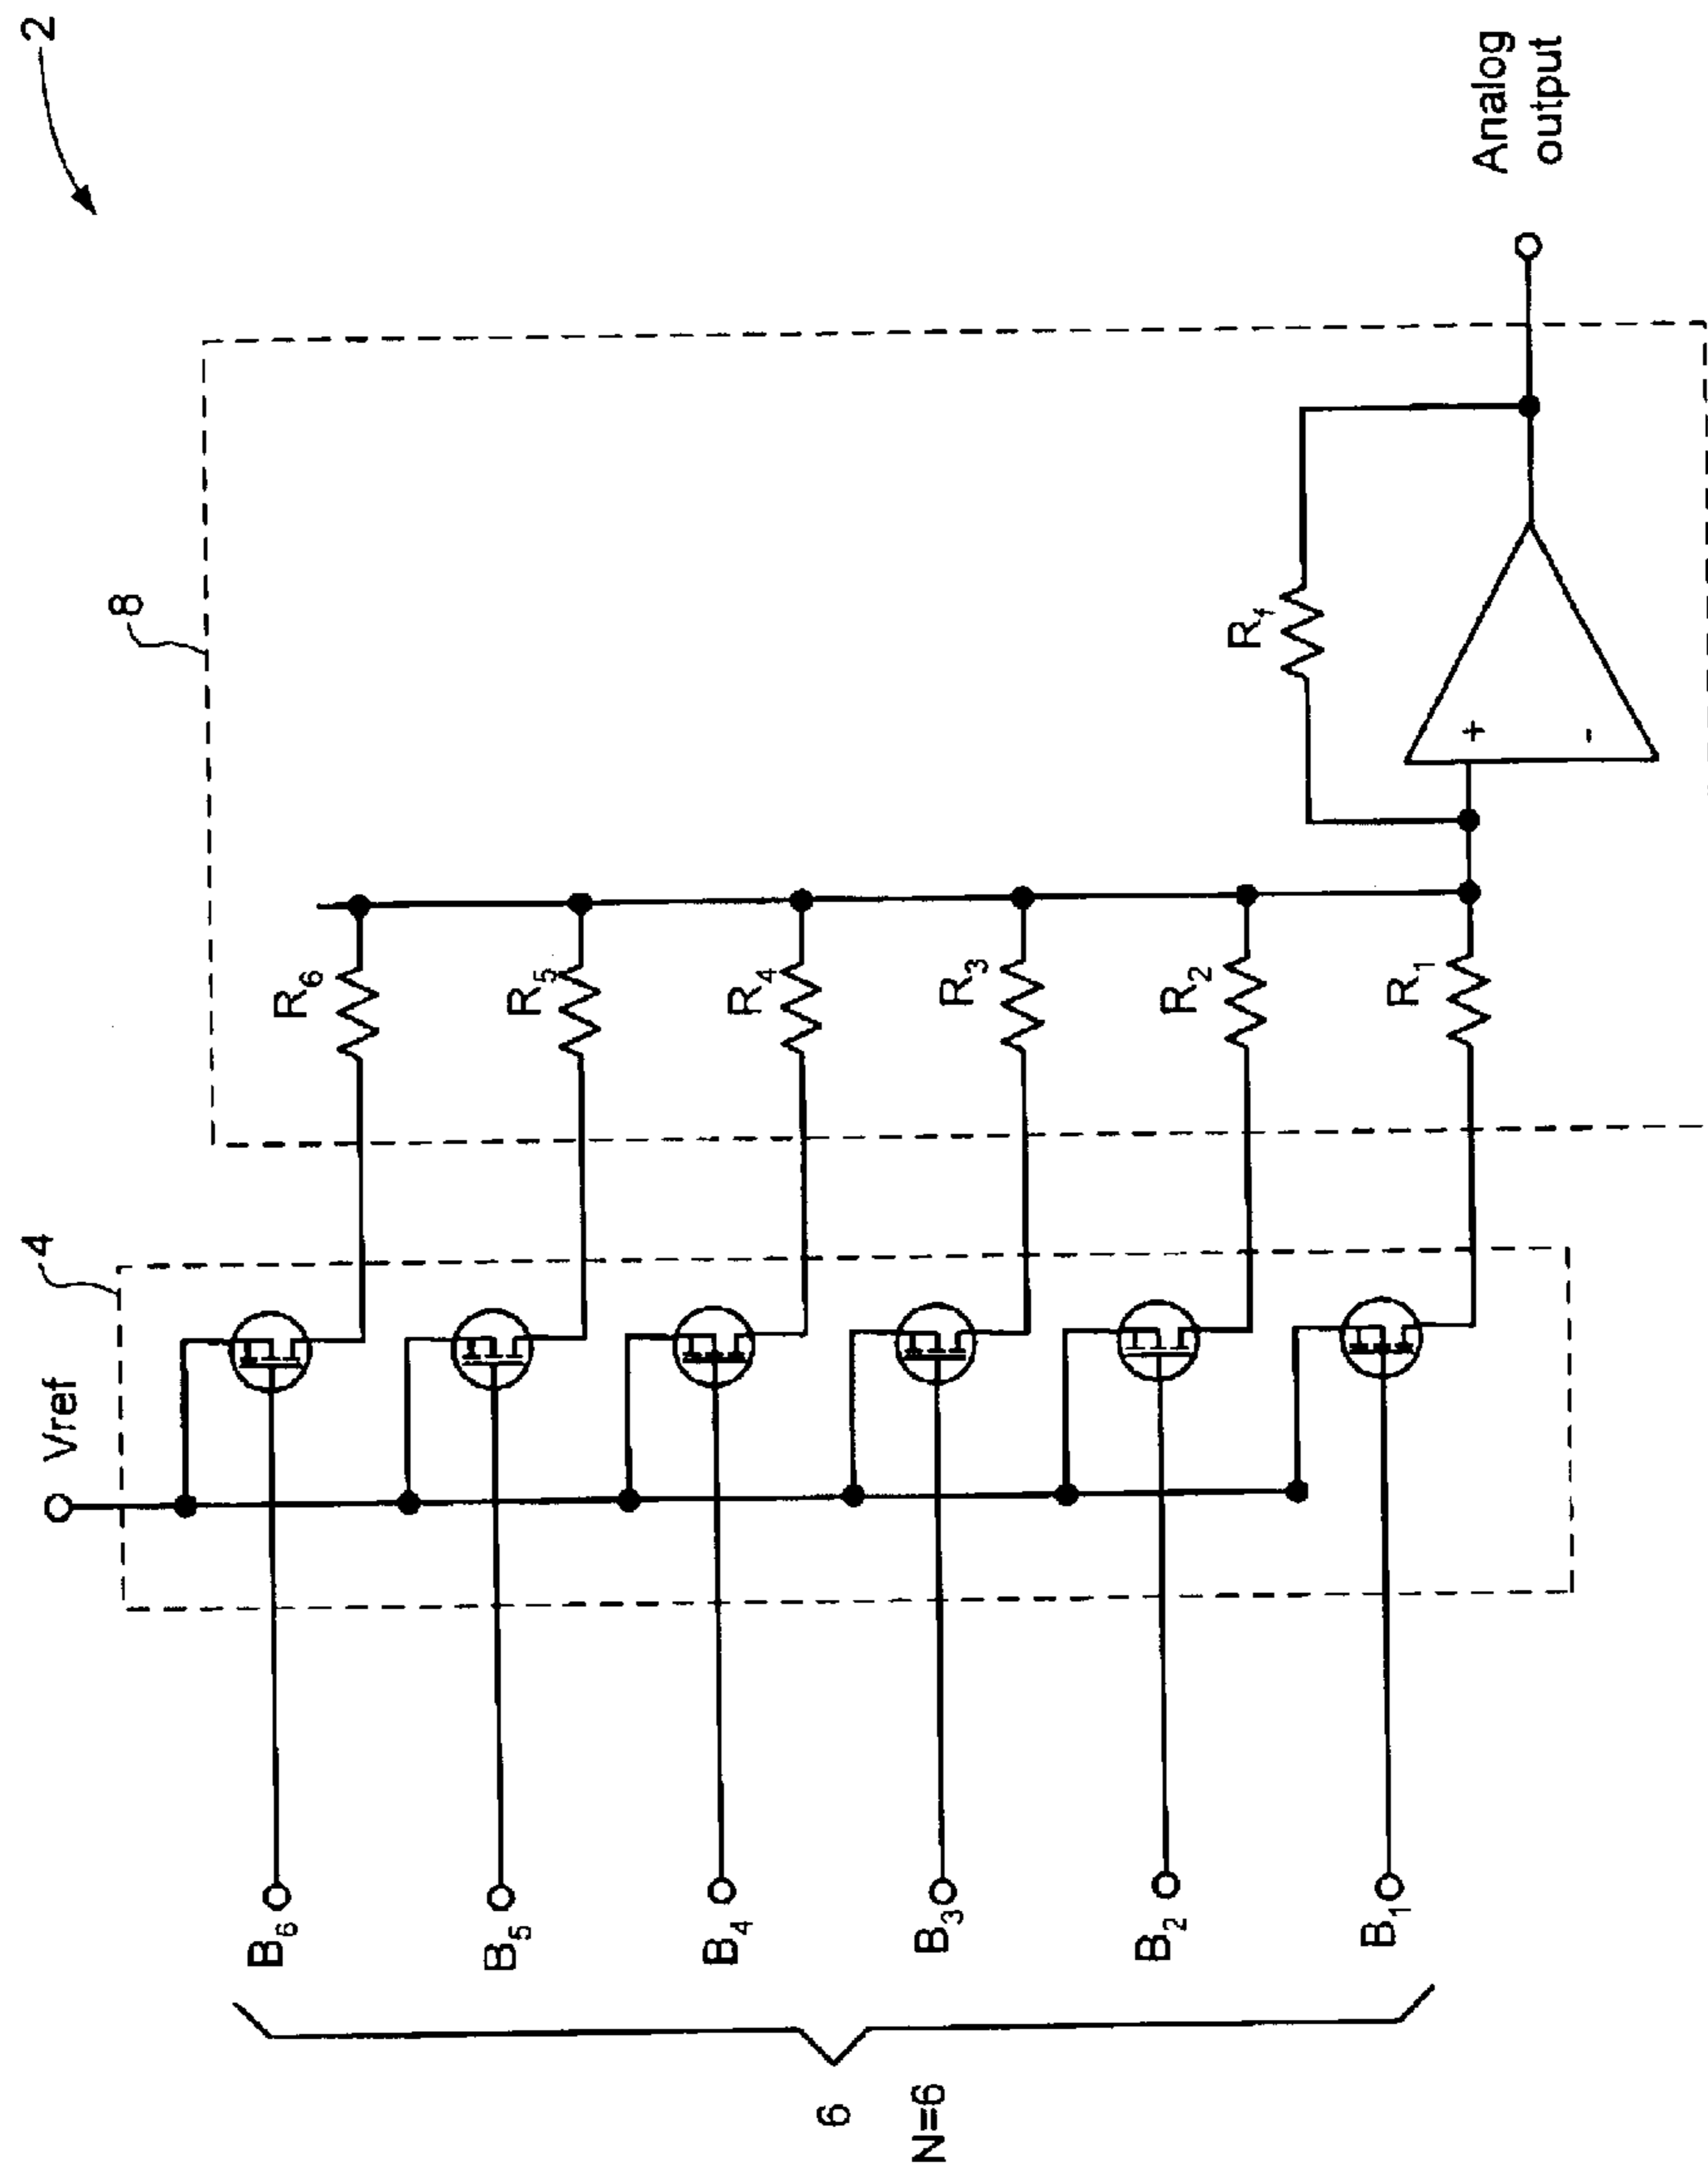 2
8
4
Vref
B6
B5
B4
B3
B2
B1
6
N=6
R6
R5
R4
R3
R2
R1
Rf
+
-
Analog
output